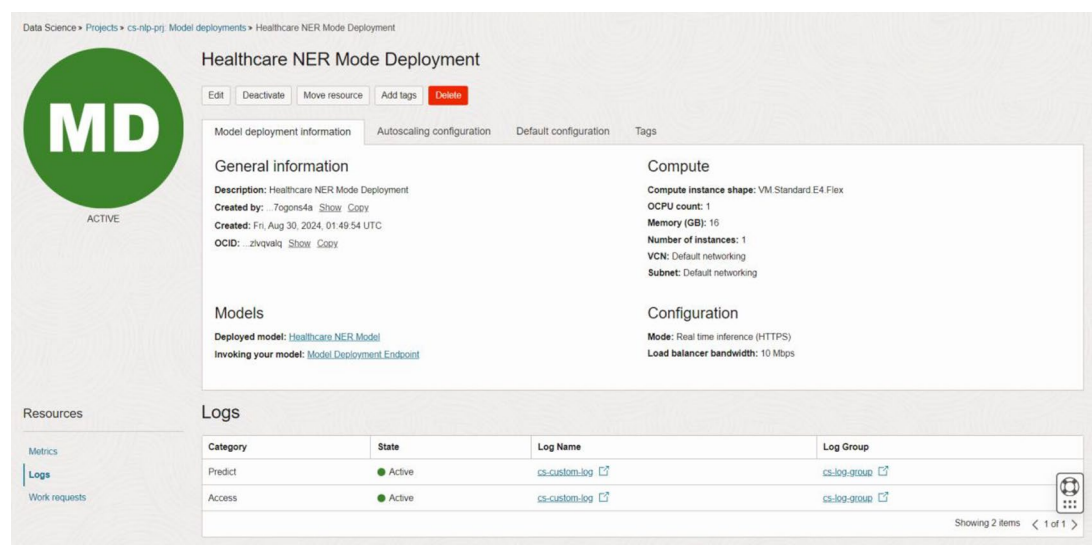 Data Science » Projects » cs-nlp-prj: Model deployments » Healthcare NER Mode Deployment
MD
ACTIVE
Healthcare NER Mode Deployment
Edit Deactivate Move resource Add tags Delete
Model deployment information Autoscaling configuration Default configuration Tags
General information
Description: Healthcare NER Mode Deployment
Created by: ...7ogons4a Show Copy
Created: Fri, Aug 30, 2024, 01:49:54 UTC
OCID: ...zlvqvalq Show Copy
Compute
Compute instance shape: VM.Standard.E4.Flex
OCPU count: 1
Memory (GB): 16
Number of instances: 1
VCN: Default networking
Subnet: Default networking
Models
Deployed model: Healthcare NER Model
Invoking your model: Model Deployment Endpoint
Configuration
Mode: Real time inference (HTTPS)
Load balancer bandwidth: 10 Mbps
Resources
Metrics
Logs
Work requests
Logs
Category State Log Name Log Group
Predict Active cs-custom-log cs-log-group
Access Active cs-custom-log cs-log-group
Showing 2 items < 1 of 1 >